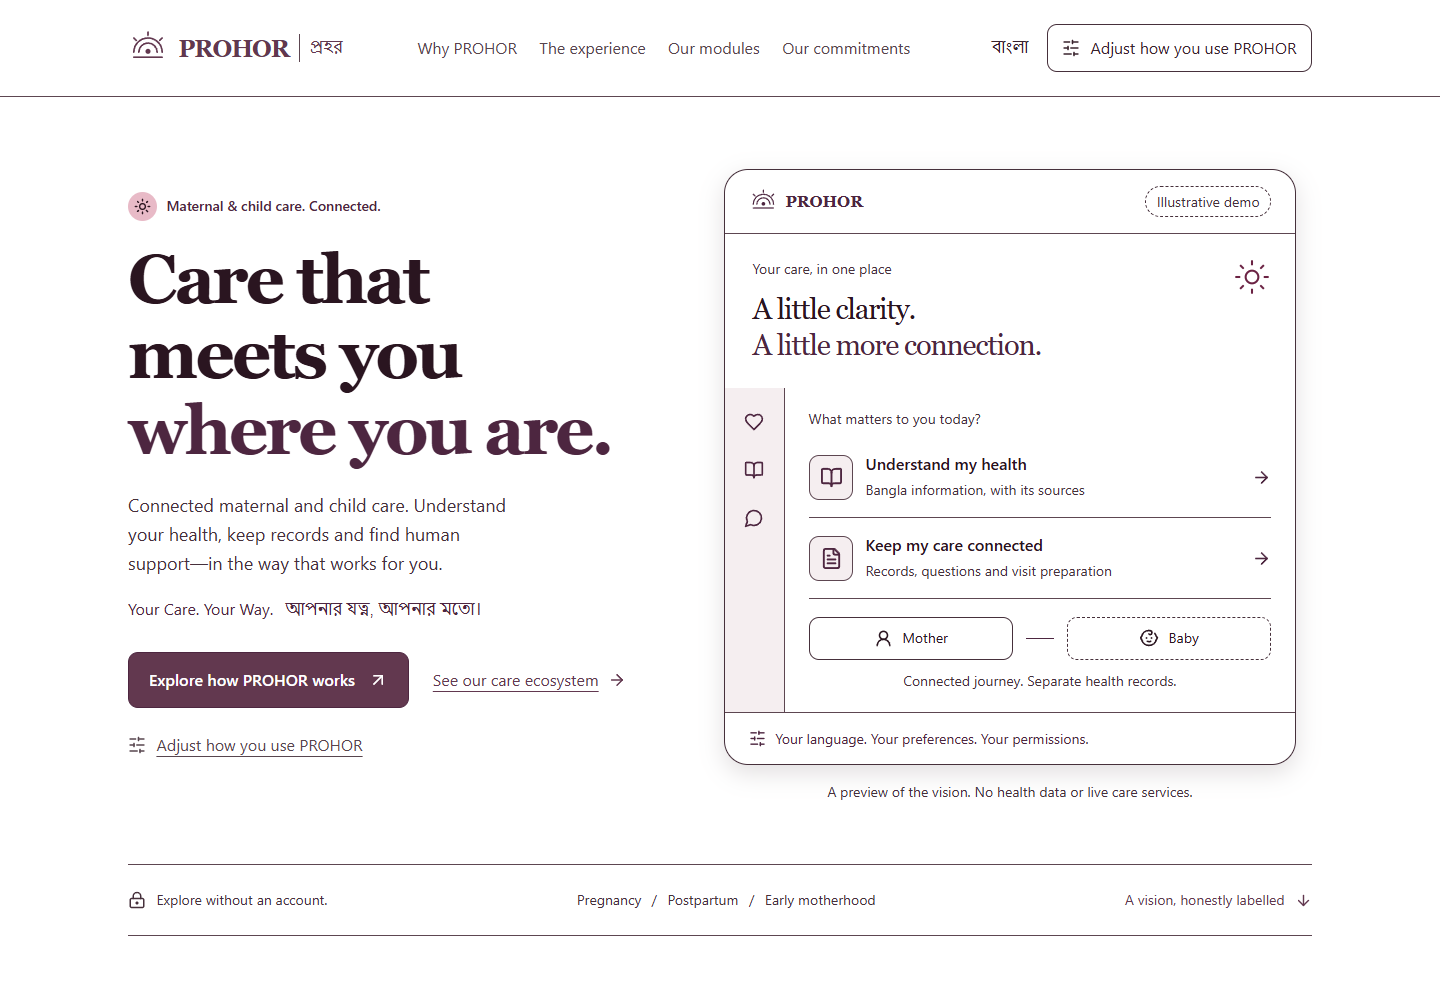 PROHOR | প্রহর
Why PROHOR
The experience
Our modules
Our commitments
বাংলা
Adjust how you use PROHOR
Maternal & child care. Connected.
Care that
meets you
where you are.
Connected maternal and child care. Understand
your health, keep records and find human
support—in the way that works for you.
Your Care. Your Way. আপনার যত্ন, আপনার মতো।
Explore how PROHOR works
See our care ecosystem
Adjust how you use PROHOR
PROHOR
Illustrative demo
Your care, in one place
A little clarity.
A little more connection.
What matters to you today?
Understand my health
Bangla information, with its sources
Keep my care connected
Records, questions and visit preparation
Mother
Baby
Connected journey. Separate health records.
Your language. Your preferences. Your permissions.
A preview of the vision. No health data or live care services.
Explore without an account.
Pregnancy / Postpartum / Early motherhood
A vision, honestly labelled